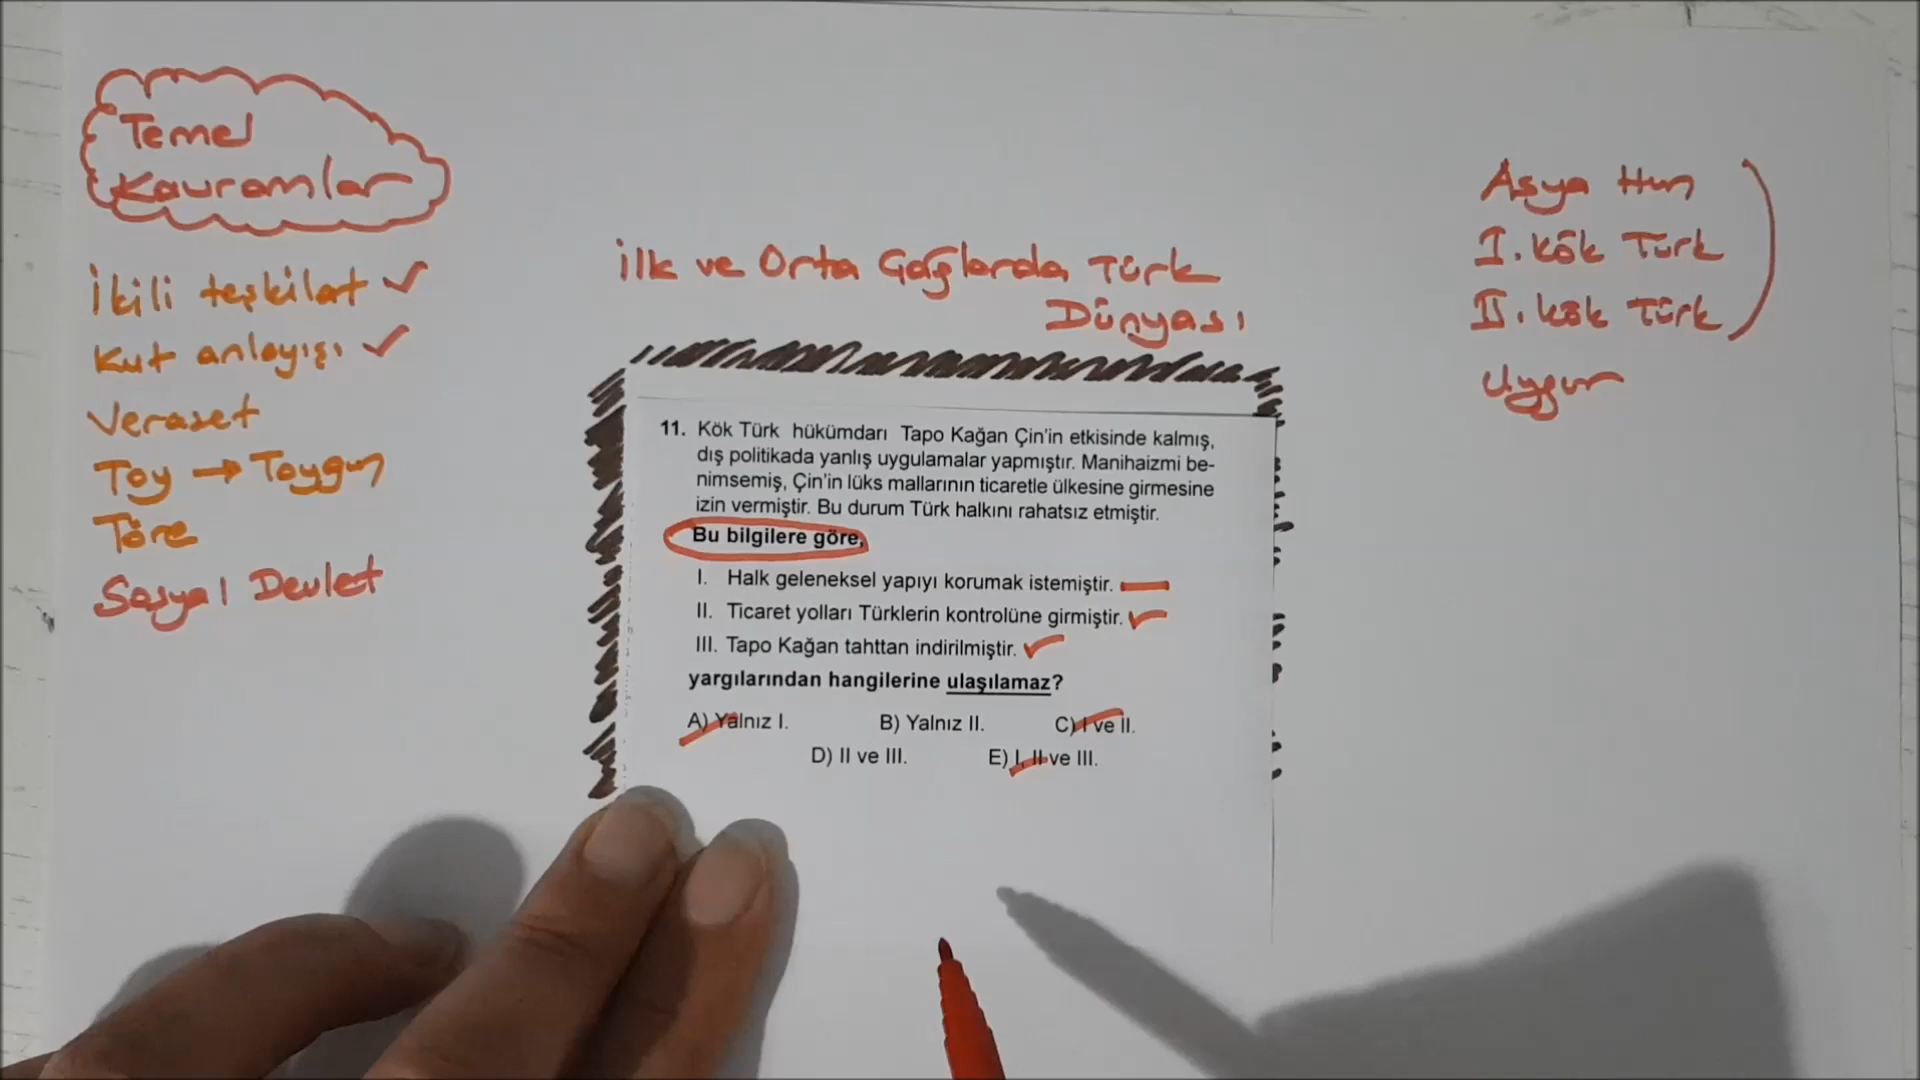 Temel
Kavramlar
İkili teşkilat ✓
Kut anlayışı ✓
Veraset
Toy → Toygun
Töre
Sosyal Devlet
İlk ve Orta Çağlarda Türk
Dünyası
Asya Hun
I. Kök Türk
II. Kök Türk
Uygur
11. Kök Türk hükümdarı Tapo Kağan Çin'in etkisinde kalmış,
dış politikada yanlış uygulamalar yapmıştır. Manihaizmi be-
nimsemiş, Çin'in lüks mallarının ticaretle ülkesine girmesine
izin vermiştir. Bu durum Türk halkını rahatsız etmiştir.
Bu bilgilere göre,
I. Halk geleneksel yapıyı korumak istemiştir.
II. Ticaret yolları Türklerin kontrolüne girmiştir. ✓
III. Tapo Kağan tahttan indirilmiştir. ✓
yargılarından hangilerine ulaşılamaz?
A) Yalnız I. B) Yalnız II. C) I ve II.
D) II ve III. E) I, II ve III.